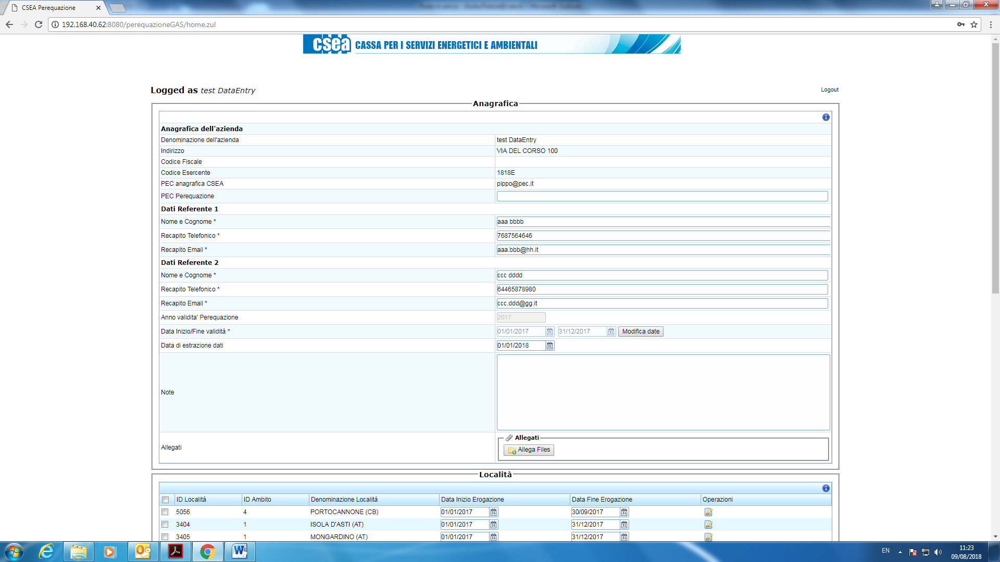 CSEA Perequazione
192.168.40.62:8080/perequazioneGAS/home.zul
csea CASSA PER I SERVIZI ENERGETICI E AMBIENTALI
Logged as test DataEntry
Logout
Anagrafica
Anagrafica dell'azienda
Denominazione dell'azienda test DataEntry
Indirizzo VIA DEL CORSO 100
Codice Fiscale
Codice Esercente 1818E
PEC anagrafica CSEA pippo@pec.it
PEC Perequazione
Dati Referente 1
Nome e Cognome * aaa bbbb
Recapito Telefonico * 7687564646
Recapito Email * aaa.bbb@hh.it
Dati Referente 2
Nome e Cognome * ccc dddd
Recapito Telefonico * 64465878980
Recapito Email * ccc.ddd@gg.it
Anno validita' Perequazione 2017
Data Inizio/Fine validità * 01/01/2017 31/12/2017 Modifica date
Data di estrazione dati 01/01/2018
Note
Allegati
Allegati
Allega Files
Località
ID Località ID Ambito Denominazione Località Data Inizio Erogazione Data Fine Erogazione Operazioni
5056 4 PORTOCANNONE (CB) 01/01/2017 30/09/2017
3404 1 ISOLA D'ASTI (AT) 01/01/2017 31/12/2017
3405 1 MONGARDINO (AT) 01/01/2017 31/12/2017
EN
11:23
09/08/2018